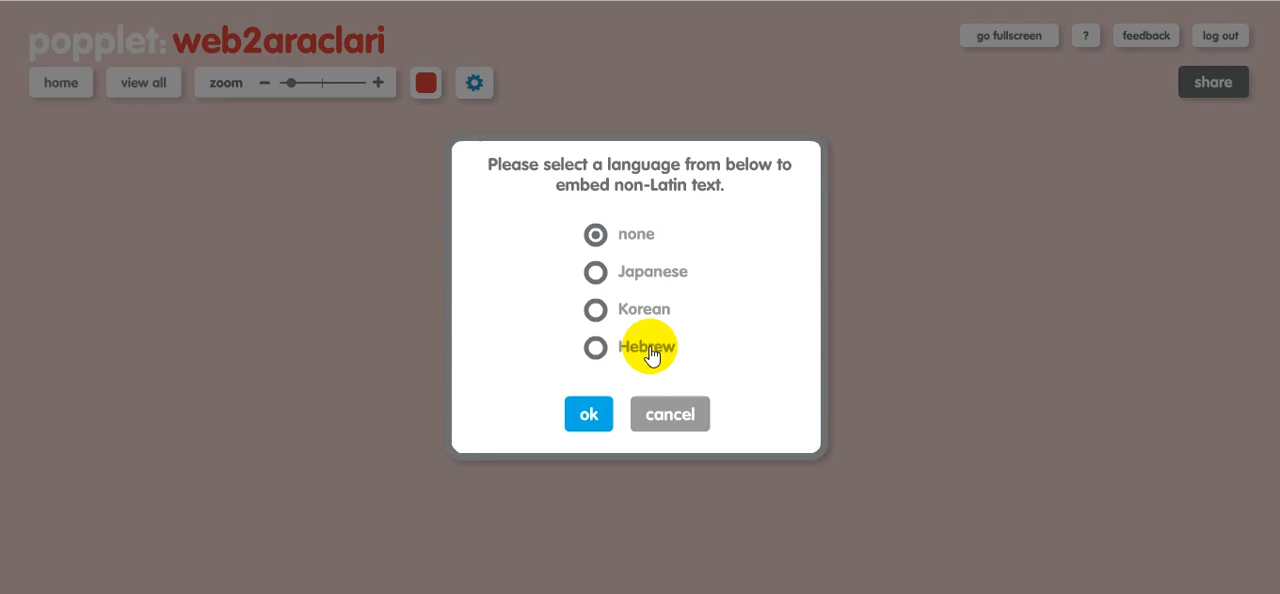 popplet: web2araclari
go fullscreen ? feedback log out
home view all zoom - + share
Please select a language from below to
embed non-Latin text.
none
Japanese
Korean
Hebrew
ok cancel